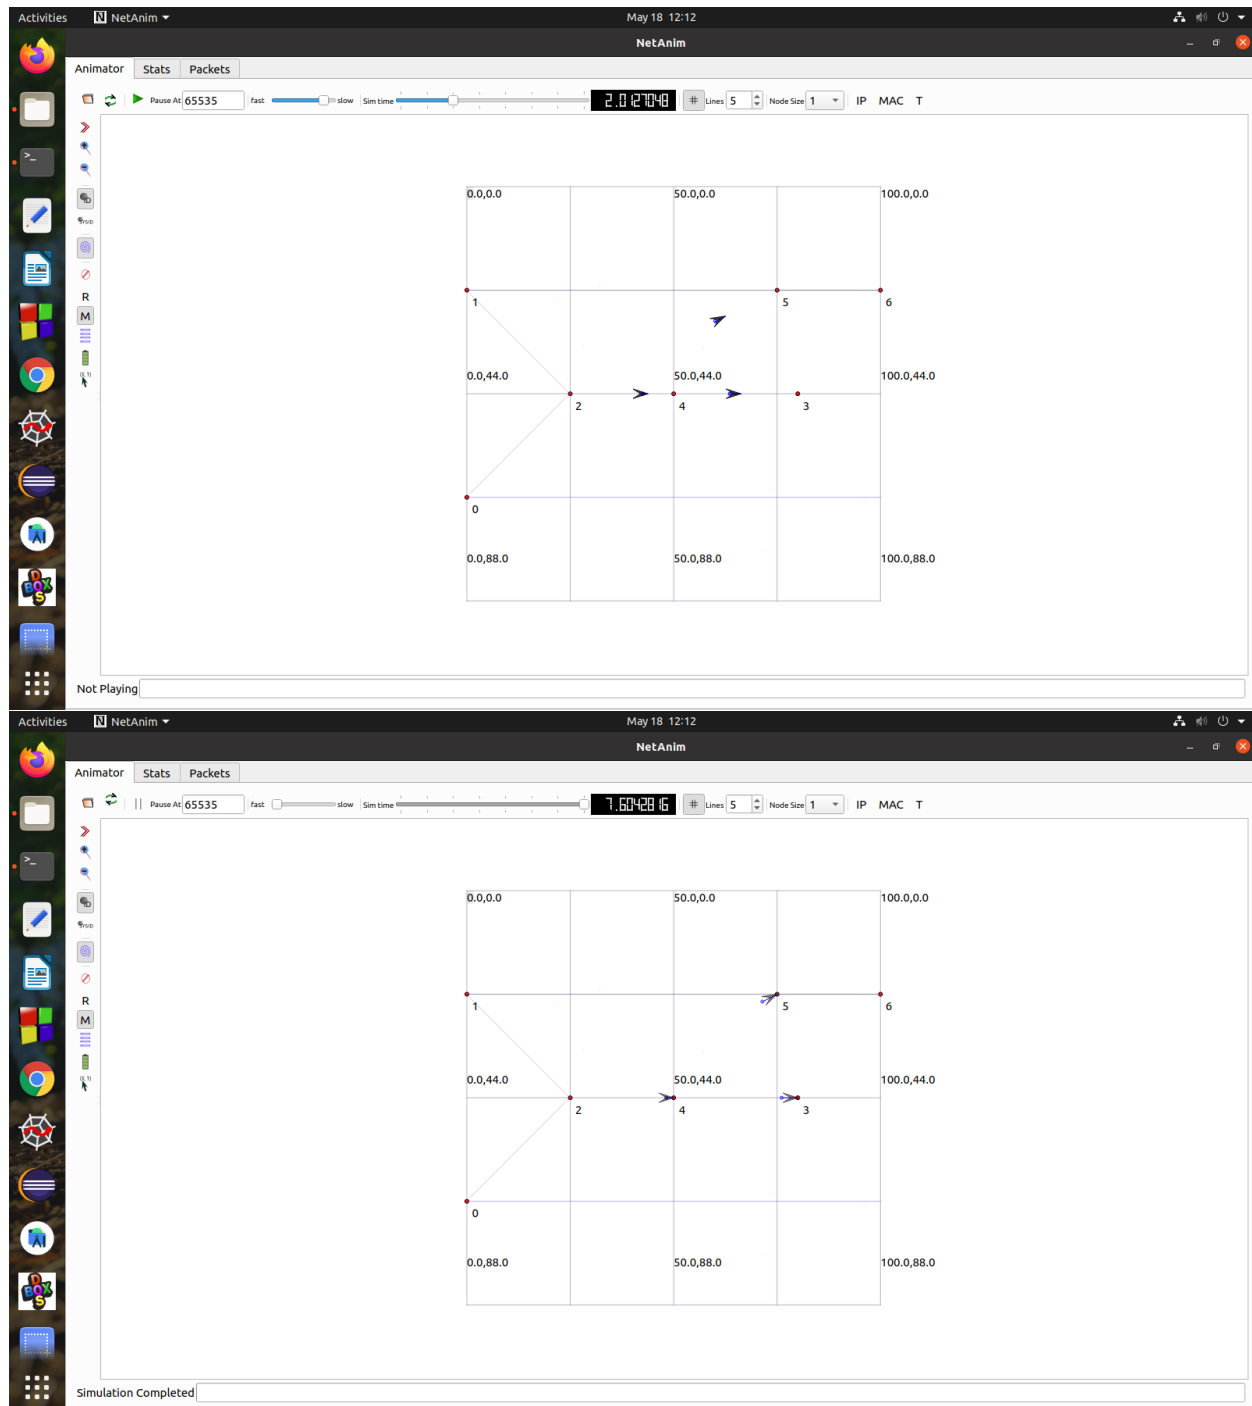 Activities NetAnim May 18 12:12
NetAnim
Animator Stats Packets
Pause At 65535 fast slow Sim time 2.0127048 Lines 5 Node Size 1 IP MAC T
SYSID
R
M
0.0,0.0 50.0,0.0 100.0,0.0
1 5 6
0.0,44.0 50.0,44.0 100.0,44.0
2 4 3
0
0.0,88.0 50.0,88.0 100.0,88.0
Not Playing
Activities NetAnim May 18 12:12
NetAnim
Animator Stats Packets
Pause At 65535 fast slow Sim time 7.6042816 Lines 5 Node Size 1 IP MAC T
SYSID
R
M
0.0,0.0 50.0,0.0 100.0,0.0
1 5 6
0.0,44.0 50.0,44.0 100.0,44.0
2 4 3
0
0.0,88.0 50.0,88.0 100.0,88.0
Simulation Completed